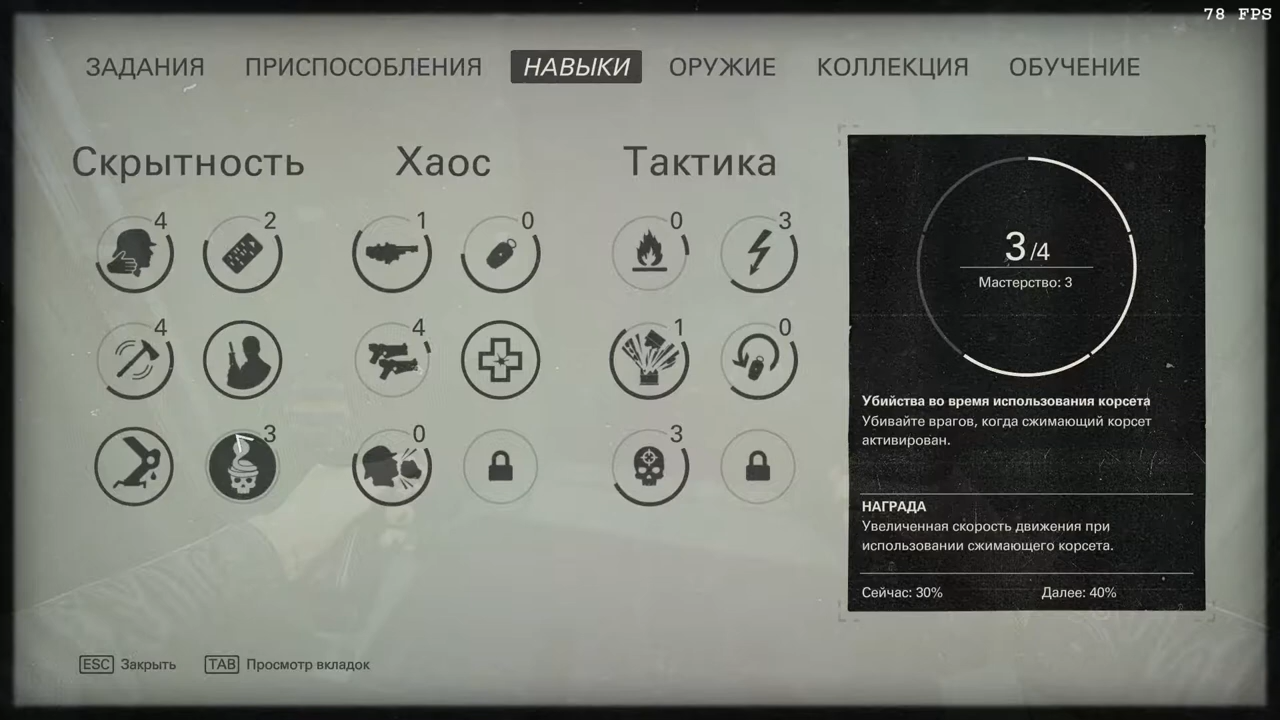 78 FPS
ЗАДАНИЯ ПРИСПОСОБЛЕНИЯ НАВЫКИ ОРУЖИЕ КОЛЛЕКЦИЯ ОБУЧЕНИЕ
Скрытность Хаос Тактика
4 2 1 0 0 3
4 4 1 0
3 0 3
3/4
Мастерство: 3
Убийства во время использования корсета
Убивайте врагов, когда сжимающий корсет
активирован.
НАГРАДА
Увеличенная скорость движения при
использовании сжимающего корсета.
Сейчас: 30% Далее: 40%
ESC Закрыть TAB Просмотр вкладок